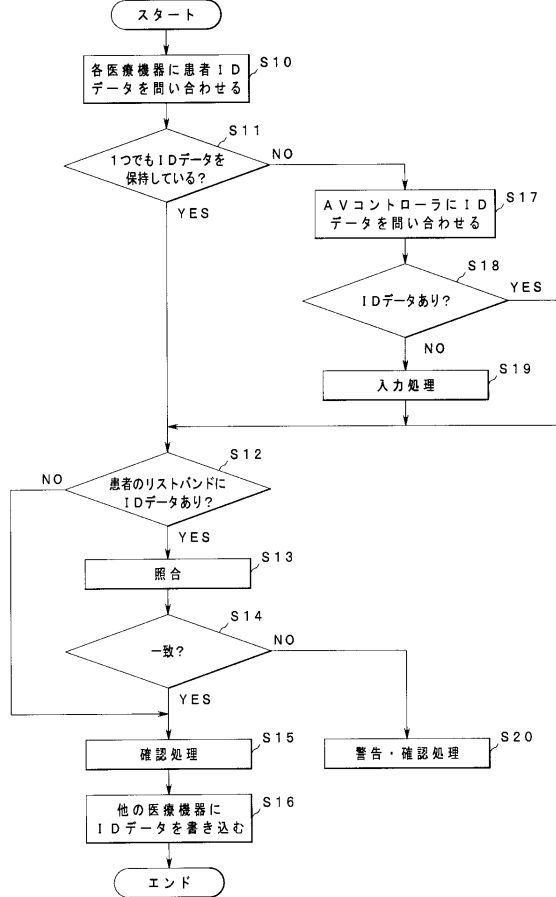 スタート
各医療機器に患者ID
データを問い合わせる
S10
1つでもIDデータを
保持している?
S11
NO
YES
AVコントローラにID
データを問い合わせる
S17
IDデータあり?
S18
YES
NO
入力処理
S19
患者のリストバンドに
IDデータあり?
S12
NO
YES
照合
S13
一致?
S14
NO
YES
確認処理
S15
警告・確認処理
S20
他の医療機器に
IDデータを書き込む
S16
エンド